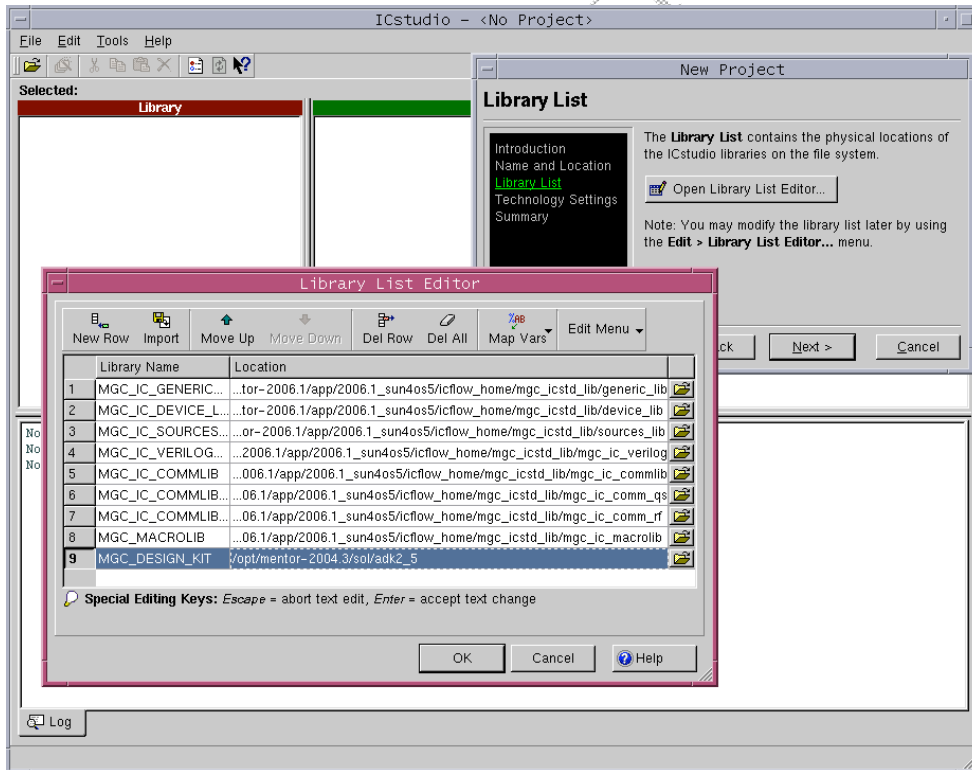 ICstudio - <No Project>
File Edit Tools Help
Selected:
Library
New Project
Library List
Introduction
Name and Location
Library List
Technology Settings
Summary
The Library List contains the physical locations of
the ICstudio libraries on the file system.
Open Library List Editor...
Note: You may modify the library list later by using
the Edit > Library List Editor... menu.
ck Next > Cancel
Library List Editor
New Row Import Move Up Move Down Del Row Del All Map Vars Edit Menu
Library Name Location
1 MGC_IC_GENERIC... ...tor-2006.1/app/2006.1_sun4os5/icflow_home/mgc_icstd_lib/generic_lib
2 MGC_IC_DEVICE_L... ...tor-2006.1/app/2006.1_sun4os5/icflow_home/mgc_icstd_lib/device_lib
3 MGC_IC_SOURCES... ...or-2006.1/app/2006.1_sun4os5/icflow_home/mgc_icstd_lib/sources_lib
4 MGC_IC_VERILOG... ...2006.1/app/2006.1_sun4os5/icflow_home/mgc_icstd_lib/mgc_ic_verilog
5 MGC_IC_COMMLIB ...006.1/app/2006.1_sun4os5/icflow_home/mgc_icstd_lib/mgc_ic_commlib
6 MGC_IC_COMMLIB... ...06.1/app/2006.1_sun4os5/icflow_home/mgc_icstd_lib/mgc_ic_comm_qs
7 MGC_IC_COMMLIB... ...06.1/app/2006.1_sun4os5/icflow_home/mgc_icstd_lib/mgc_ic_comm_rf
8 MGC_MACROLIB ...06.1/app/2006.1_sun4os5/icflow_home/mgc_icstd_lib/mgc_ic_macrolib
9 MGC_DESIGN_KIT /opt/mentor-2004.3/sol/adk2_5
Special Editing Keys: Escape = abort text edit, Enter = accept text change
OK Cancel Help
No
No
No
Log